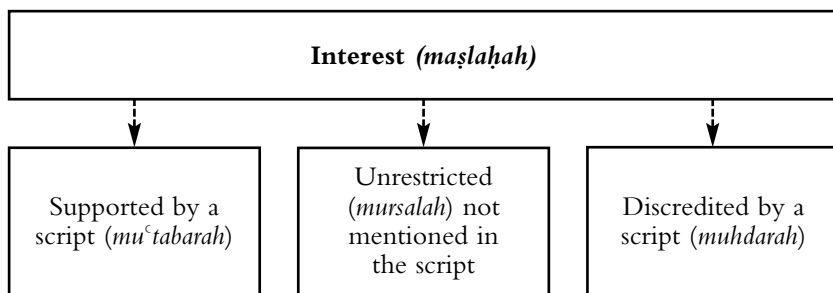 Interest (maṣlaḥah)
Supported by a
script (muʿtabarah)
Unrestricted
(mursalah) not
mentioned in
the script
Discredited by a
script (muhdarah)